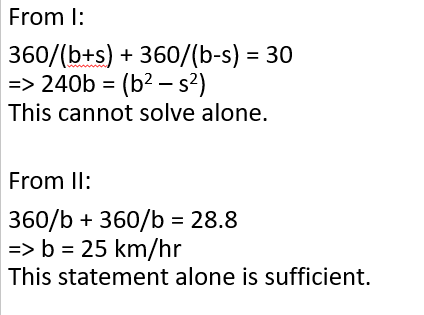 From I:
360/(b+s) + 360/(b-s) = 30
=> 240b = (b² – s²)
This cannot solve alone.
From II:
360/b + 360/b = 28.8
=> b = 25 km/hr
This statement alone is sufficient.